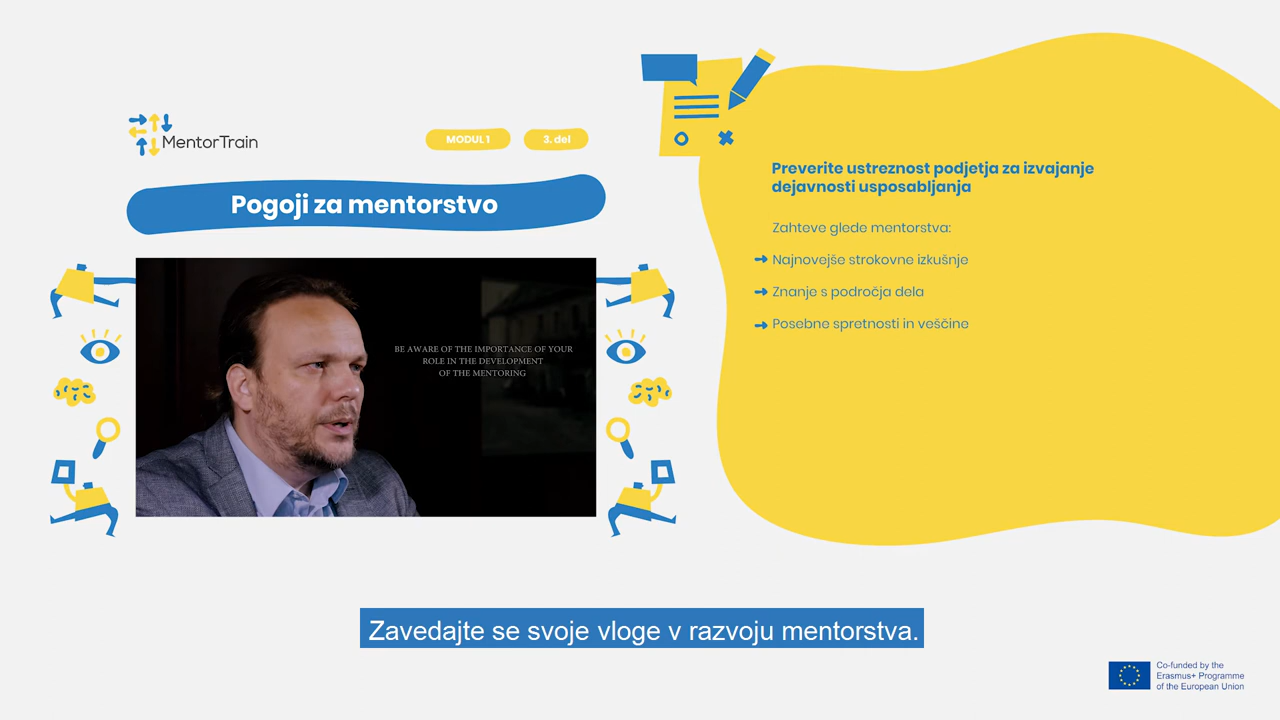 MentorTrain
MODUL 1
3. del
Pogoji za mentorstvo
BE AWARE OF THE IMPORTANCE OF YOUR
ROLE IN THE DEVELOPMENT
OF THE MENTORING
Preverite ustreznost podjetja za izvajanje
dejavnosti usposabljanja
Zahteve glede mentorstva:
Najnovejše strokovne izkušnje
Znanje s področja dela
Posebne spretnosti in veščine
Zavedajte se svoje vloge v razvoju mentorstva.
Co-funded by the
Erasmus+ Programme
of the European Union